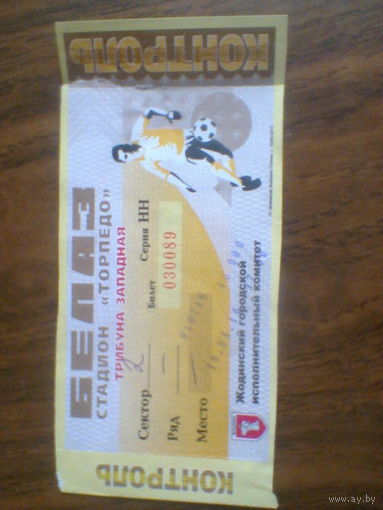 КОНТРОЛЬ
БЕЛАЗ
СТАДИОН «ТОРПЕДО»
ТРИБУНА ЗАПАДНАЯ
Билет Серия НН
030089
Сектор 2
Ряд —
Место —
Жодинский городской
исполнительный комитет
КОНТРОЛЬ
www.ay.by